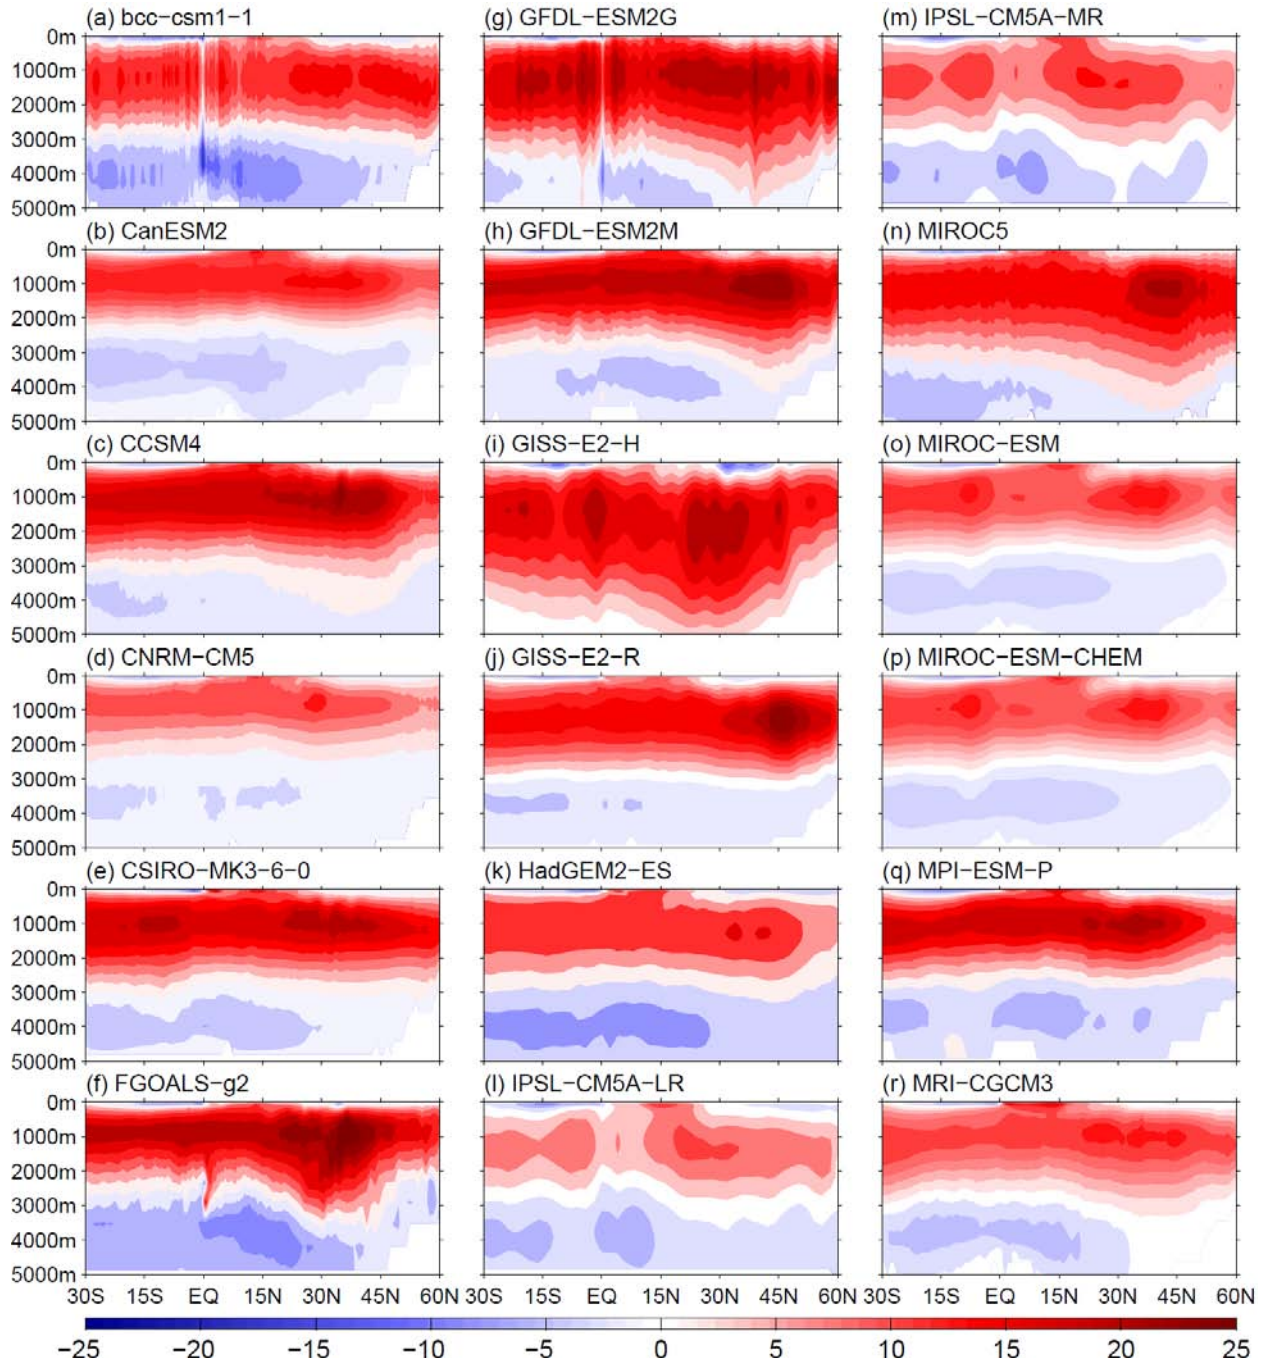 (a) bcc−csm1−1
(g) GFDL−ESM2G
(m) IPSL−CM5A−MR
0m
1000m
2000m
3000m
4000m
5000m
(b) CanESM2
(h) GFDL−ESM2M
(n) MIROC5
0m
1000m
2000m
3000m
4000m
5000m
(c) CCSM4
(i) GISS−E2−H
(o) MIROC−ESM
0m
1000m
2000m
3000m
4000m
5000m
(d) CNRM−CM5
(j) GISS−E2−R
(p) MIROC−ESM−CHEM
0m
1000m
2000m
3000m
4000m
5000m
(e) CSIRO−MK3−6−0
(k) HadGEM2−ES
(q) MPI−ESM−P
0m
1000m
2000m
3000m
4000m
5000m
(f) FGOALS−g2
(l) IPSL−CM5A−LR
(r) MRI−CGCM3
0m
1000m
2000m
3000m
4000m
5000m
30S 15S EQ 15N 30N 45N 60N
30S 15S EQ 15N 30N 45N 60N
30S 15S EQ 15N 30N 45N 60N
−25 −20 −15 −10 −5 0 5 10 15 20 25